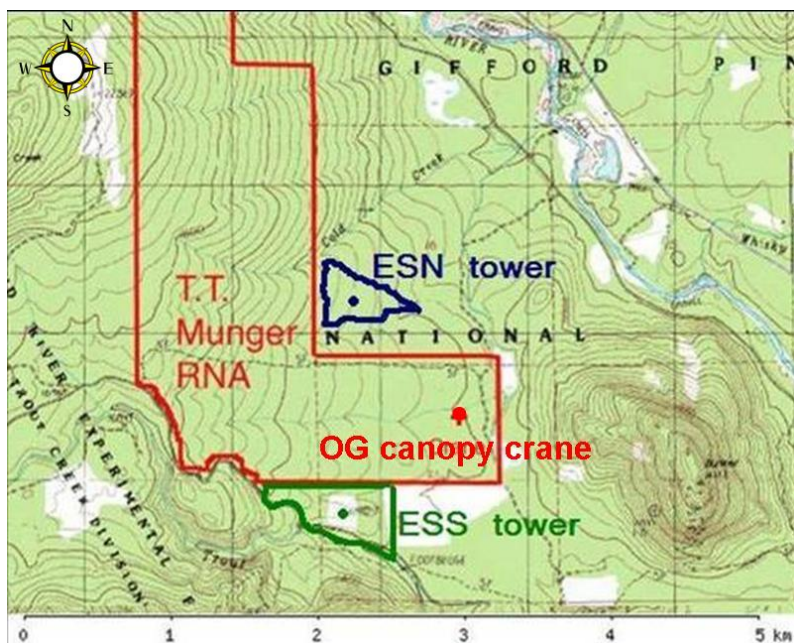 N
W E
S
RIVER
GIFFORD PIN
Creek
Creek
Cold
Whisky
ESN tower
T.T.
Munger
RNA
NATIONAL
RIVER
TROUT CREEK DIVISION
EXPERIMENTAL F
OG canopy crane
ESS tower
Trout
0 1 2 3 4 5 km